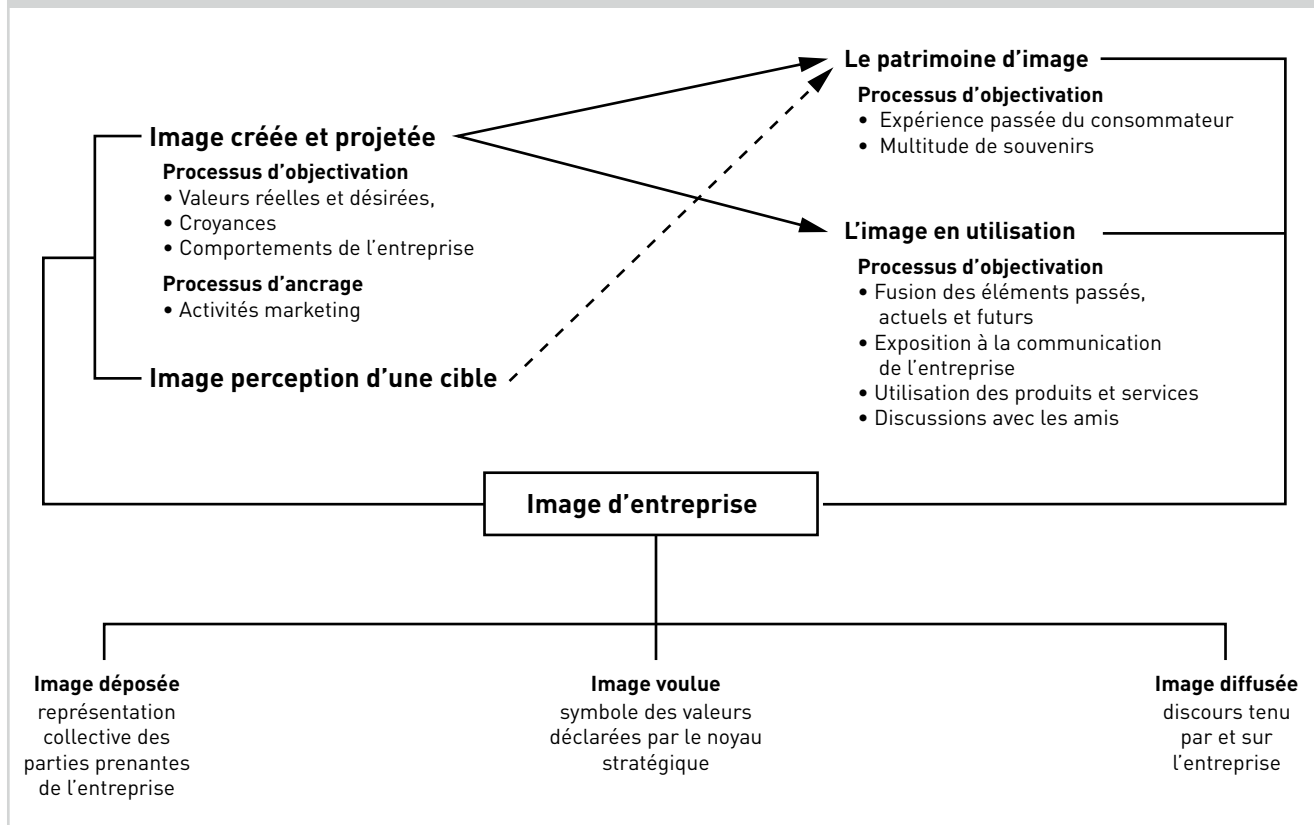 Image créée et projetée
Processus d'objectivation
• Valeurs réelles et désirées,
• Croyances
• Comportements de l'entreprise
Processus d'ancrage
• Activités marketing
Image perception d'une cible
Le patrimoine d'image
Processus d'objectivation
• Expérience passée du consommateur
• Multitude de souvenirs
L'image en utilisation
Processus d'objectivation
• Fusion des éléments passés,
actuels et futurs
• Exposition à la communication
de l'entreprise
• Utilisation des produits et services
• Discussions avec les amis
Image d'entreprise
Image déposée
représentation
collective des
parties prenantes
de l'entreprise
Image voulue
symbole des valeurs
déclarées par le noyau
stratégique
Image diffusée
discours tenu
par et sur
l'entreprise